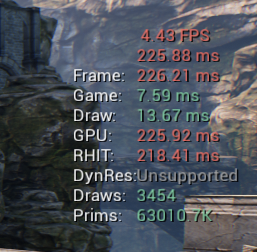 4.43 FPS
225.88 ms
Frame: 226.21 ms
Game: 7.59 ms
Draw: 13.67 ms
GPU: 225.92 ms
RHIT: 218.41 ms
DynRes:Unsupported
Draws: 3454
Prims: 63010.7K